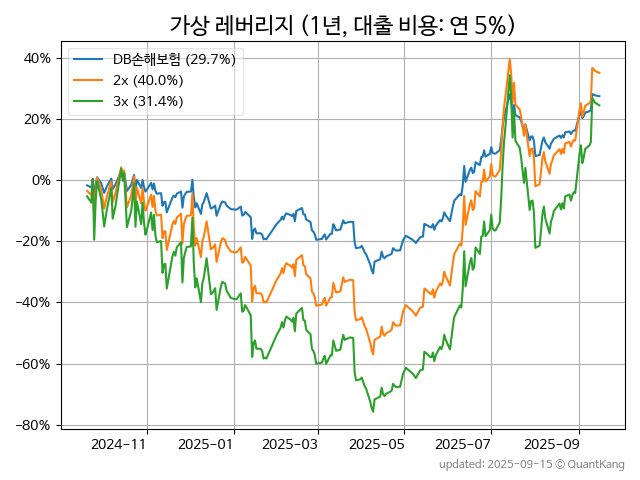 가상 레버리지 (1년, 대출 비용: 연 5%)
DB손해보험 (29.7%)
2x (40.0%)
3x (31.4%)
40%
20%
0%
−20%
−40%
−60%
−80%
2024-11
2025-01
2025-03
2025-05
2025-07
2025-09
updated: 2025-09-15 © QuantKang